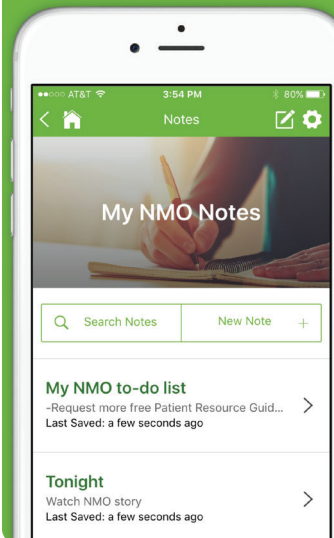 AT&T 3:54 PM 80%
Notes
My NMO Notes
Search Notes New Note +
My NMO to-do list
-Request more free Patient Resource Guid...
Last Saved: a few seconds ago
Tonight
Watch NMO story
Last Saved: a few seconds ago